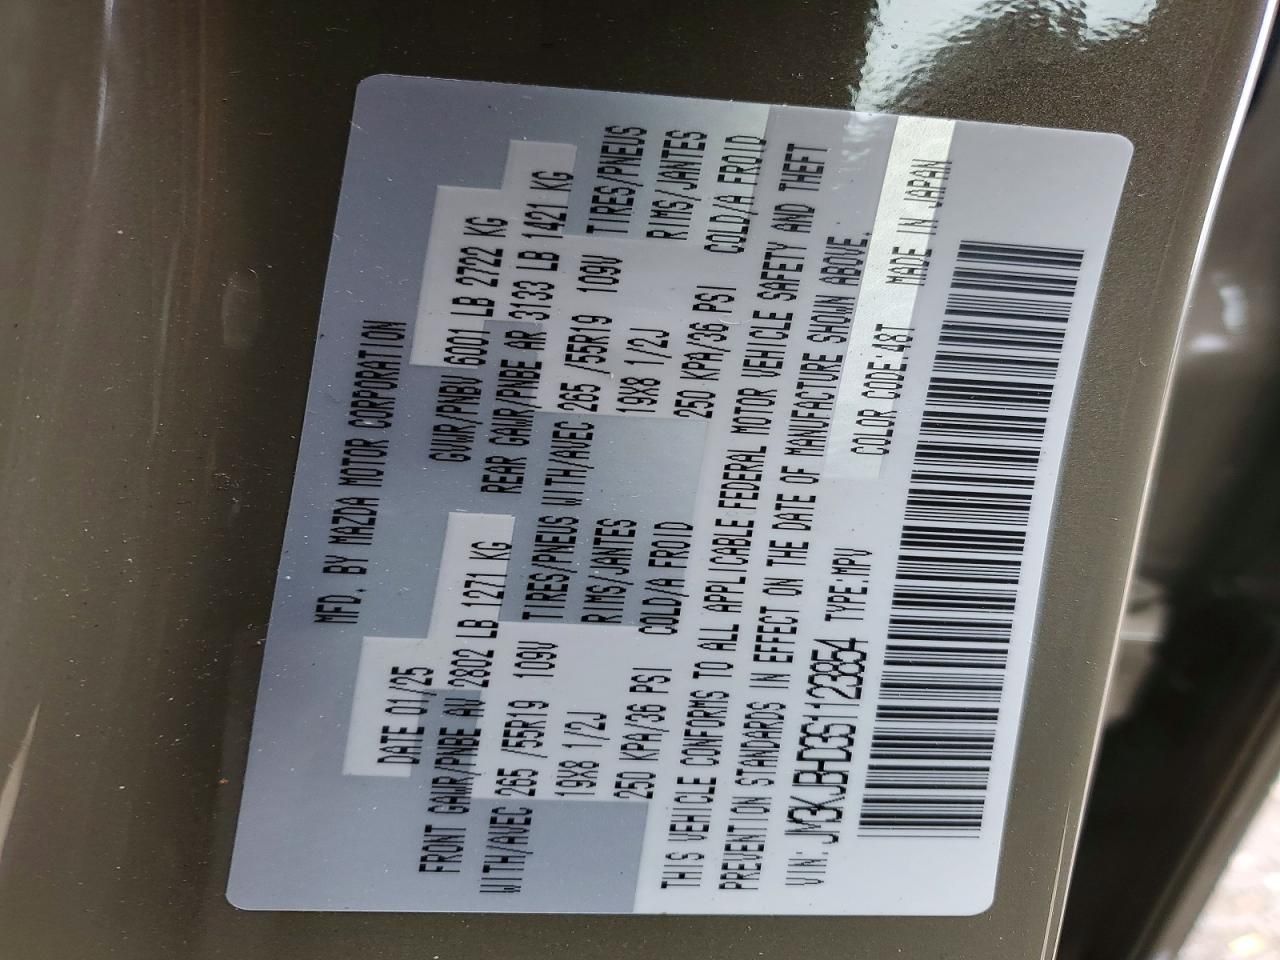 MFD. BY MAZDA MOTOR CORPORATION
DATE 01/25 GVWR/PNBV 6001 LB 2722 KG
FRONT GAWR/PNBE AV 2802 LB 1271 KG REAR GAWR/PNBE AR 3133 LB 1421 KG
WITH/AVEC 265 /55R19 109V TIRES/PNEUS WITH/AVEC 265 /55R19 109V TIRES/PNEUS
19X8 1/2J RIMS/JANTES 19X8 1/2J RIMS/JANTES
250 KPA/36 PSI COLD/A FROID 250 KPA/36 PSI COLD/A FROID
THIS VEHICLE CONFORMS TO ALL APPLICABLE FEDERAL MOTOR VEHICLE SAFETY AND THEFT
PREVENTION STANDARDS IN EFFECT ON THE DATE OF MANUFACTURE SHOWN ABOVE.
VIN: JM3KJBHD3S1123854 TYPE:MPV COLOR CODE:48T MADE IN JAPAN